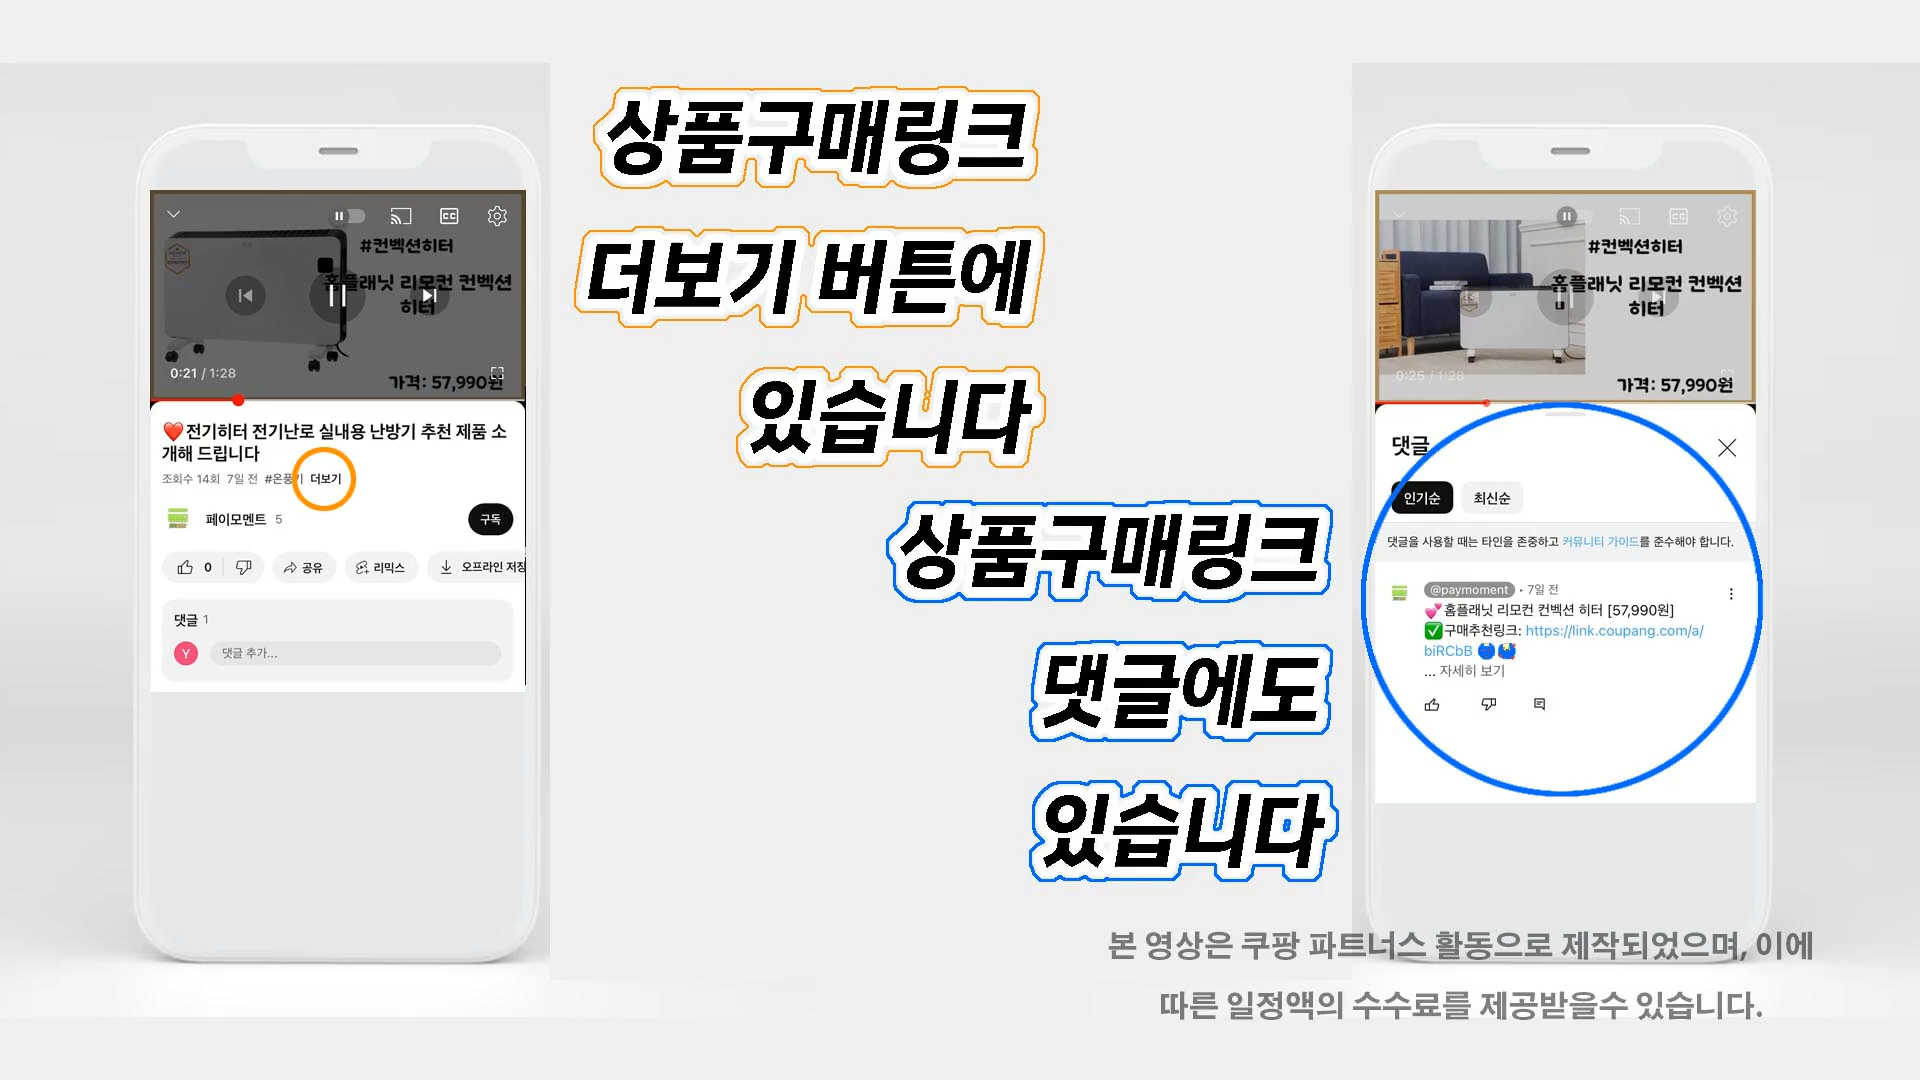 상품구매링크
더보기 버튼에
있습니다
상품구매링크
댓글에도
있습니다
#컨벡션히터
홈플래닛 리모컨 컨벡션
히터
0:21 / 1:28
가격: 57,990원
❤️전기히터 전기난로 실내용 난방기 추천 제품 소
개해 드립니다
조회수 14회 7일 전 #온풍기 더보기
페이모멘트 5
구독
0
공유
리믹스
오프라인 저장
댓글 1
Y
댓글 추가...
#컨벡션히터
홈플래닛 리모컨 컨벡션
히터
0:25 / 1:28
가격: 57,990원
댓글
인기순 최신순
댓글을 사용할 때는 타인을 존중하고 커뮤니티 가이드를 준수해야 합니다.
@paymoment • 7일 전
💕홈플래닛 리모컨 컨벡션 히터 [57,990원]
✅구매추천링크: https://link.coupang.com/a/
biRCbB
... 자세히 보기
본 영상은 쿠팡 파트너스 활동으로 제작되었으며, 이에
따른 일정액의 수수료를 제공받을수 있습니다.